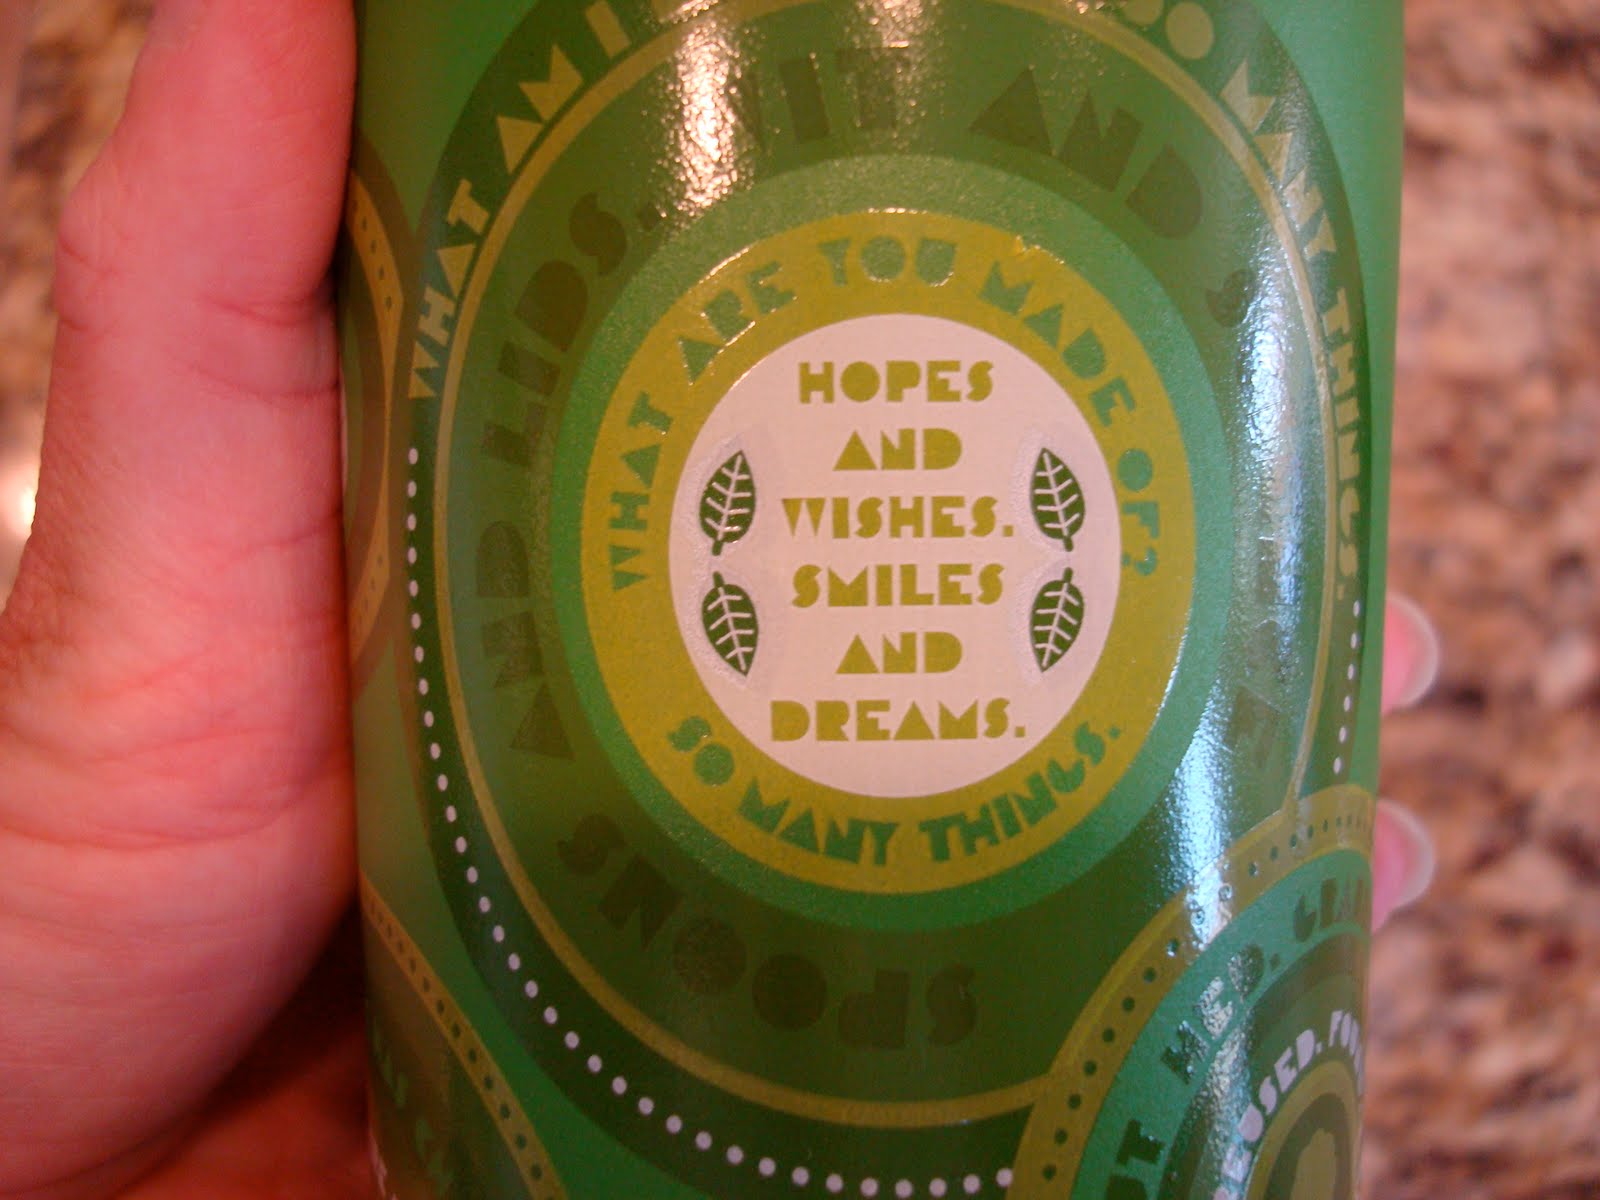 WHAT AM I
SO MANY THINGS.
AND LIDS.
AND
SPOONS
WHAT ARE YOU MADE OF?
HOPES
AND
WISHES.
SMILES
AND
DREAMS.
SO MANY THINGS.
ME.